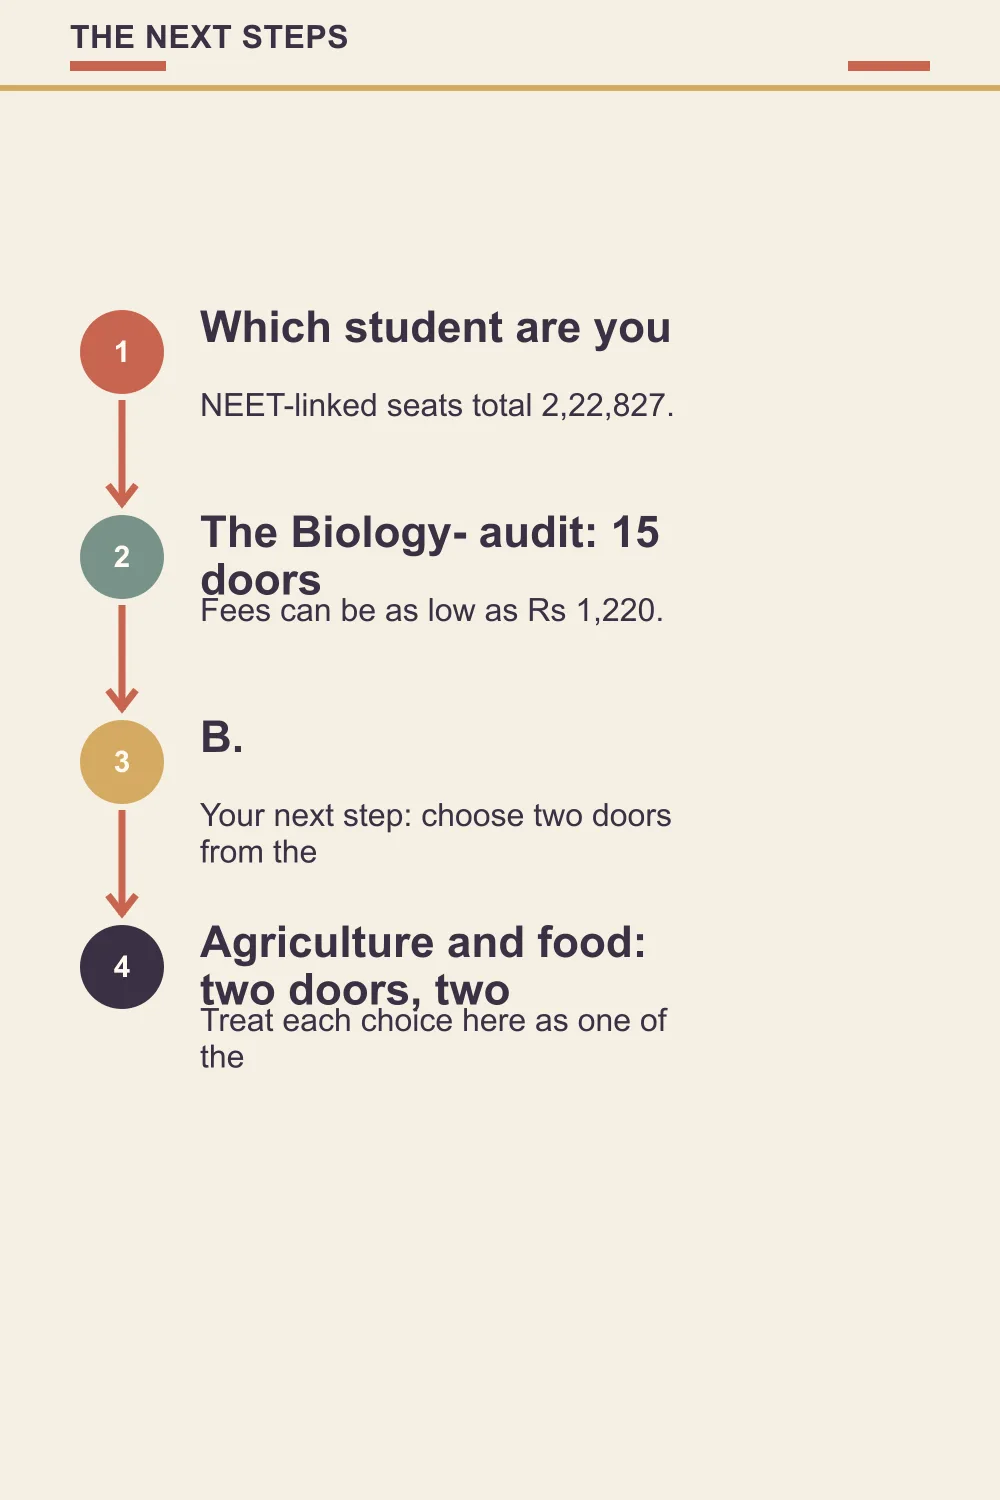 THE NEXT STEPS
1
Which student are you
NEET-linked seats total 2,22,827.
2
The Biology- audit: 15
doors
Fees can be as low as Rs 1,220.
3
B.
Your next step: choose two doors
from the
4
Agriculture and food:
two doors, two
Treat each choice here as one of
the